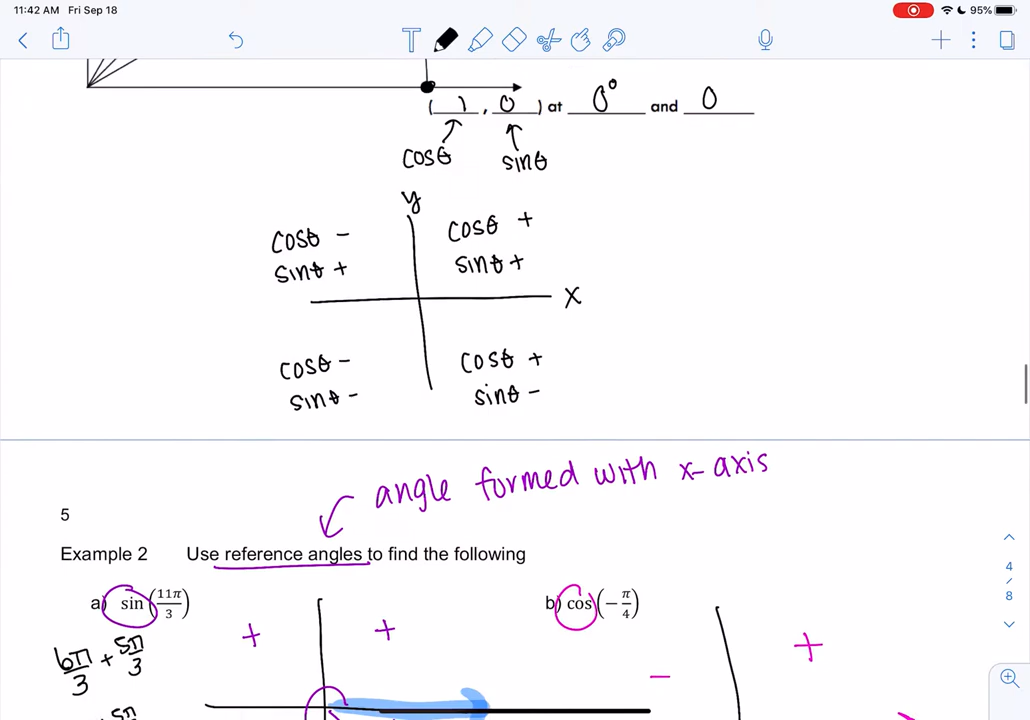 11:42 AM Fri Sep 18
95%
( 1 , 0 ) at 0° and 0
cosθ sinθ
y
cosθ − cosθ +
sinθ + sinθ +
x
cosθ − cosθ +
sinθ − sinθ −
angle formed with x-axis
5
Example 2 Use reference angles to find the following
a) sin(11π/3) b) cos(−π/4)
+ + − +
6π/3 + 5π/3
4
/
8